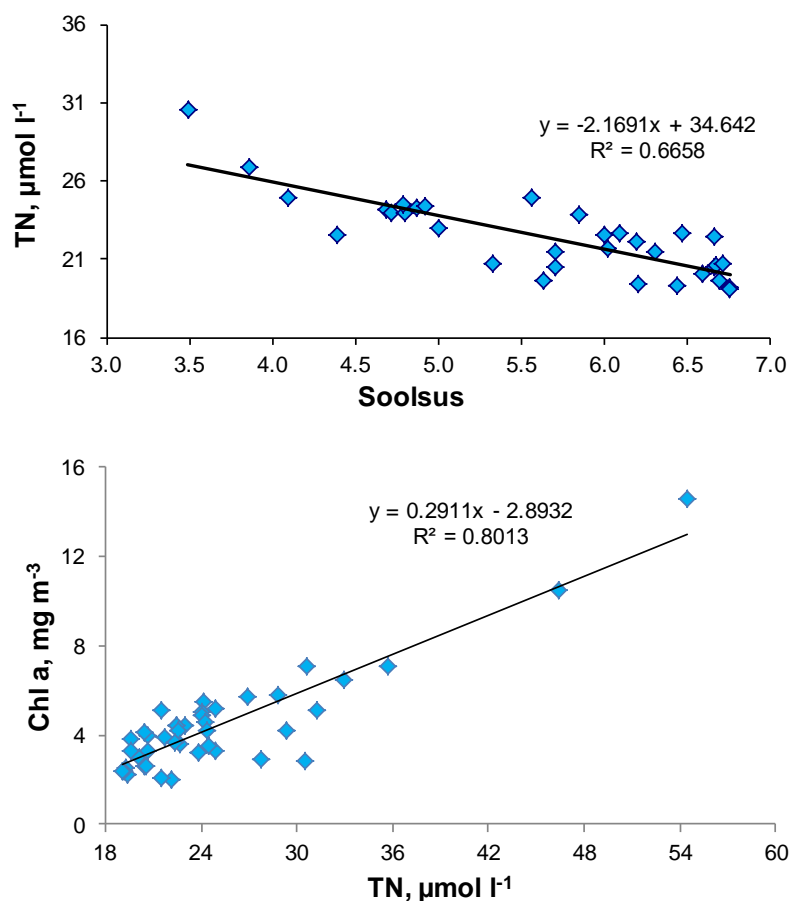 36
31
26
21
16
TN, µmol l-1
y = -2.1691x + 34.642
R² = 0.6658
3.0 3.5 4.0 4.5 5.0 5.5 6.0 6.5 7.0
Soolsus
16
12
8
4
0
Chl a, mg m-3
y = 0.2911x - 2.8932
R² = 0.8013
18 24 30 36 42 48 54 60
TN, µmol l-1